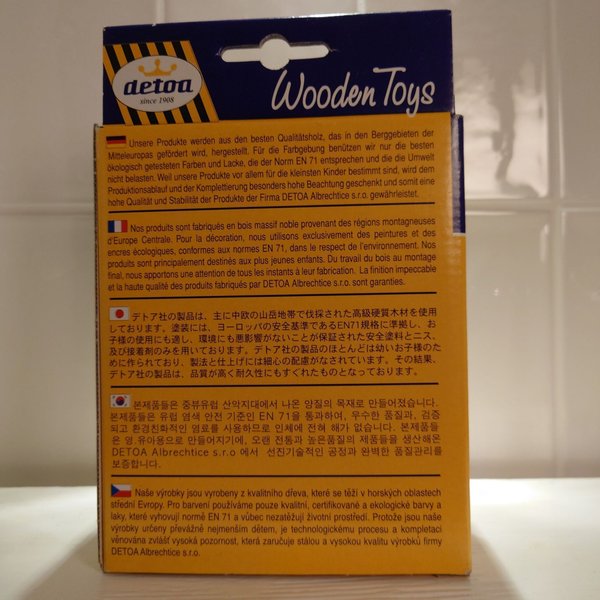 detoa
since 1908
Wooden Toys
Unsere Produkte werden aus den besten Qualitätsholz, das in den Berggebieten der
Mitteleuropas gefördert wird, hergestellt. Für die Farbgebung benützen wir nur die besten
ökologisch getesteten Farben und Lacke, die der Norm EN 71 entsprechen und die die Umwelt
nicht belasten. Weil unsere Produkte vor allem für die kleinsten Kinder bestimmt sind, wird dem
Produktionsablauf und der Komplettierung besonders hohe Beachtung geschenkt und somit eine
hohe Qualität und Stabilität der Produkte der Firma DETOA Albrechtice s.r.o. gewährleistet.
Nos produits sont fabriqués en bois massif noble provenant des régions montagneuses
d'Europe Centrale. Pour la décoration, nous utilisons exclusivement des peintures et des
encres écologiques, conformes aux normes EN 71, dans le respect de l'environnement. Nos
produits sont principalement destinés aux plus jeunes enfants. Du travail du bois au montage
final, nous apportons une attention de tous les instants à leur fabrication. La finition impeccable
et la haute qualité des produits fabriqués par DETOA Albrechtice s.r.o. sont garanties.
デトア社の製品は、主に中欧の山岳地帯で伐採された高級硬質木材を使用
しております。塗装には、ヨーロッパの安全基準であるEN71規格に準拠し、お
子様の使用にも適し、環境にも悪影響がないことが保証された安全塗料とニス、
及び接着剤のみを用いております。デトア社の製品のほとんどは幼いお子様のた
めに作られており、製法と仕上げには細心の配慮がなされています。その結果、
デトア社の製品は、品質が高く耐久性にもすぐれたものとなっております。
본제품들은 중류유럽 산악지대에서 나온 양질의 목재로 만들어졌습니다.
본제품들은 유럽 염색 안전 기준인 EN 71을 통과하여, 우수한 품질과, 검증
되고 환경친화적인 염료를 사용하므로 인체에 전혀 해가 없습니다. 본제품들
은 영.유아용으로 만들어지기에, 오랜 전통과 높은품질의 제품들을 생산해온
DETOA Albrechtice s.r.o 에서 선진기술적인 공정과 완벽한 품질관리를
보증합니다.
Naše výrobky jsou vyrobeny z kvalitního dřeva, které se těží v horských oblastech
střední Evropy. Pro barvení používáme pouze kvalitní, certifikované a ekologické barvy a
laky, které vyhovují normě EN 71 a vůbec nezatěžují životní prostředí. Protože jsou naše
výrobky určeny převážně nejmenším dětem, je technologickému procesu a kompletaci
věnována zvlášť vysoká pozornost, která zaručuje stálou a vysokou kvalitu výrobků firmy
DETOA Albrechtice s.r.o.